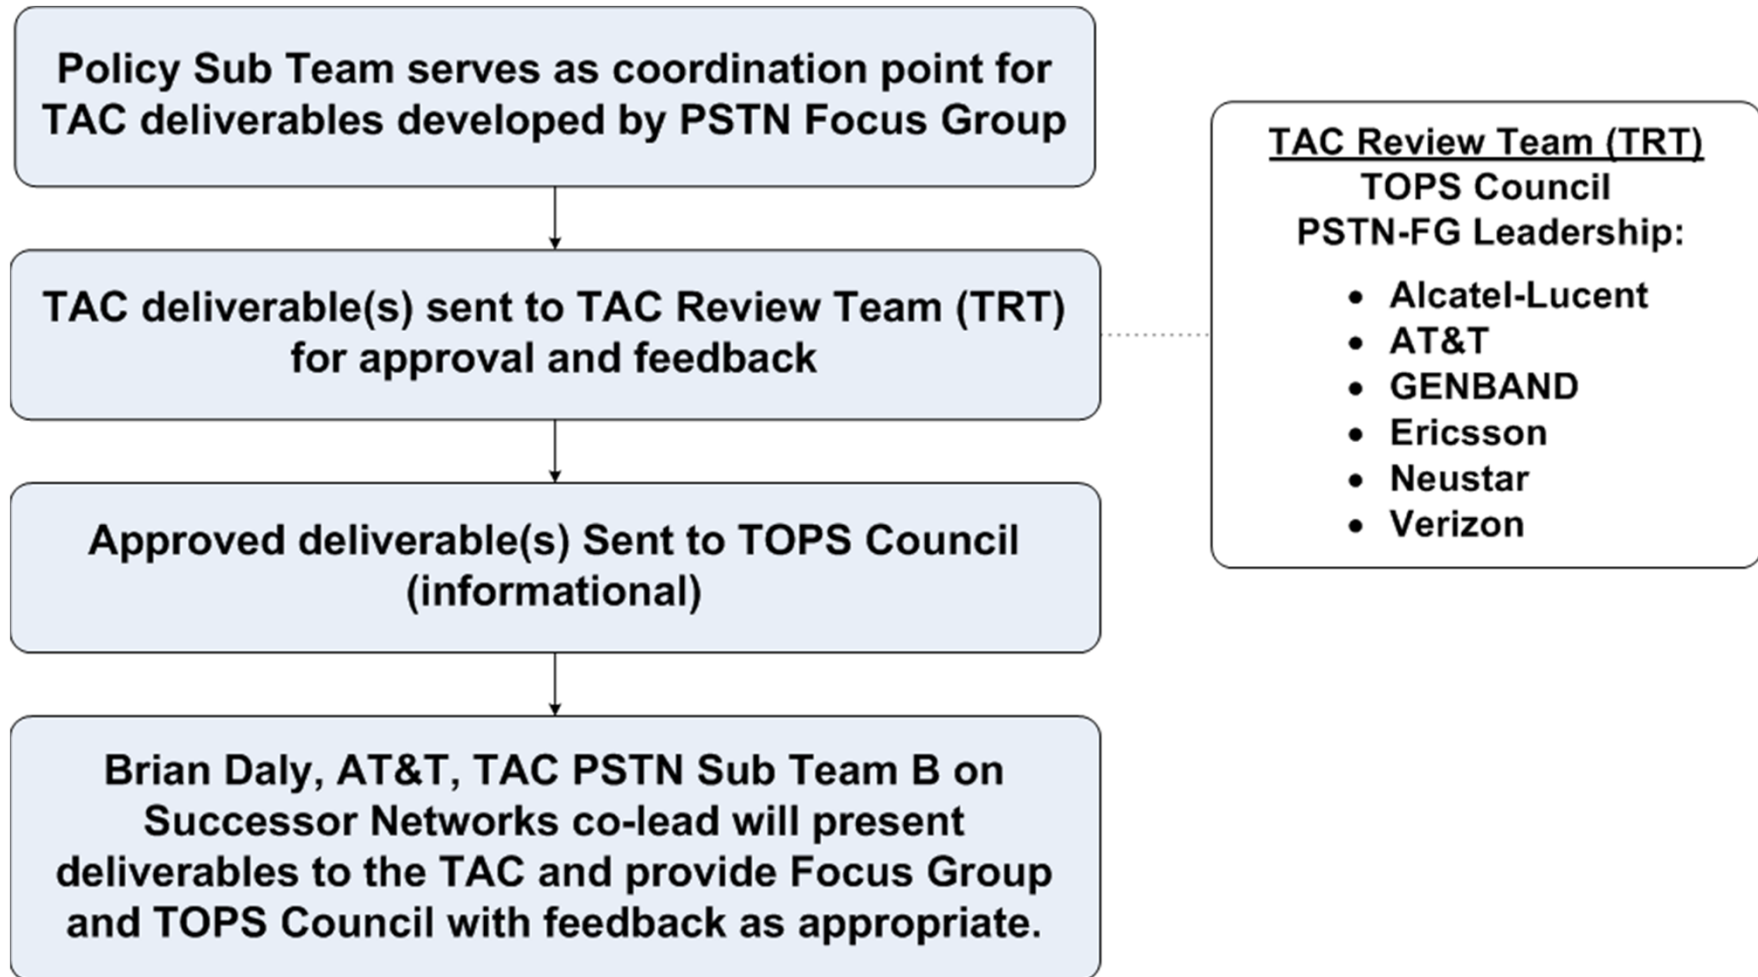 Policy Sub Team serves as coordination point for
TAC deliverables developed by PSTN Focus Group
TAC deliverable(s) sent to TAC Review Team (TRT)
for approval and feedback
Approved deliverable(s) Sent to TOPS Council
(informational)
Brian Daly, AT&T, TAC PSTN Sub Team B on
Successor Networks co-lead will present
deliverables to the TAC and provide Focus Group
and TOPS Council with feedback as appropriate.
TAC Review Team (TRT)
TOPS Council
PSTN-FG Leadership:
• Alcatel-Lucent
• AT&T
• GENBAND
• Ericsson
• Neustar
• Verizon